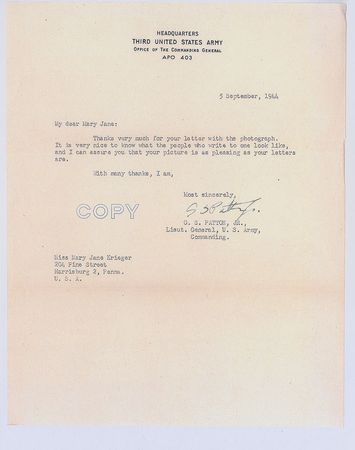 HEADQUARTERS
THIRD UNITED STATES ARMY
OFFICE OF THE COMMANDING GENERAL
APO 403
5 September, 1944
My dear Mary Jane:
Thanks very much for your letter with the photograph.
It is very nice to know what the people who write to one look like,
and I can assure you that your picture is as pleasing as your letters
are.
With many thanks, I am,
Most sincerely,
COPY
G. S. PATTON, JR.,
Lieut. General, U. S. Army,
Commanding.
Miss Mary Jane Krieger
204 Pine Street
Harrisburg 2, Penna.
U. S. A.